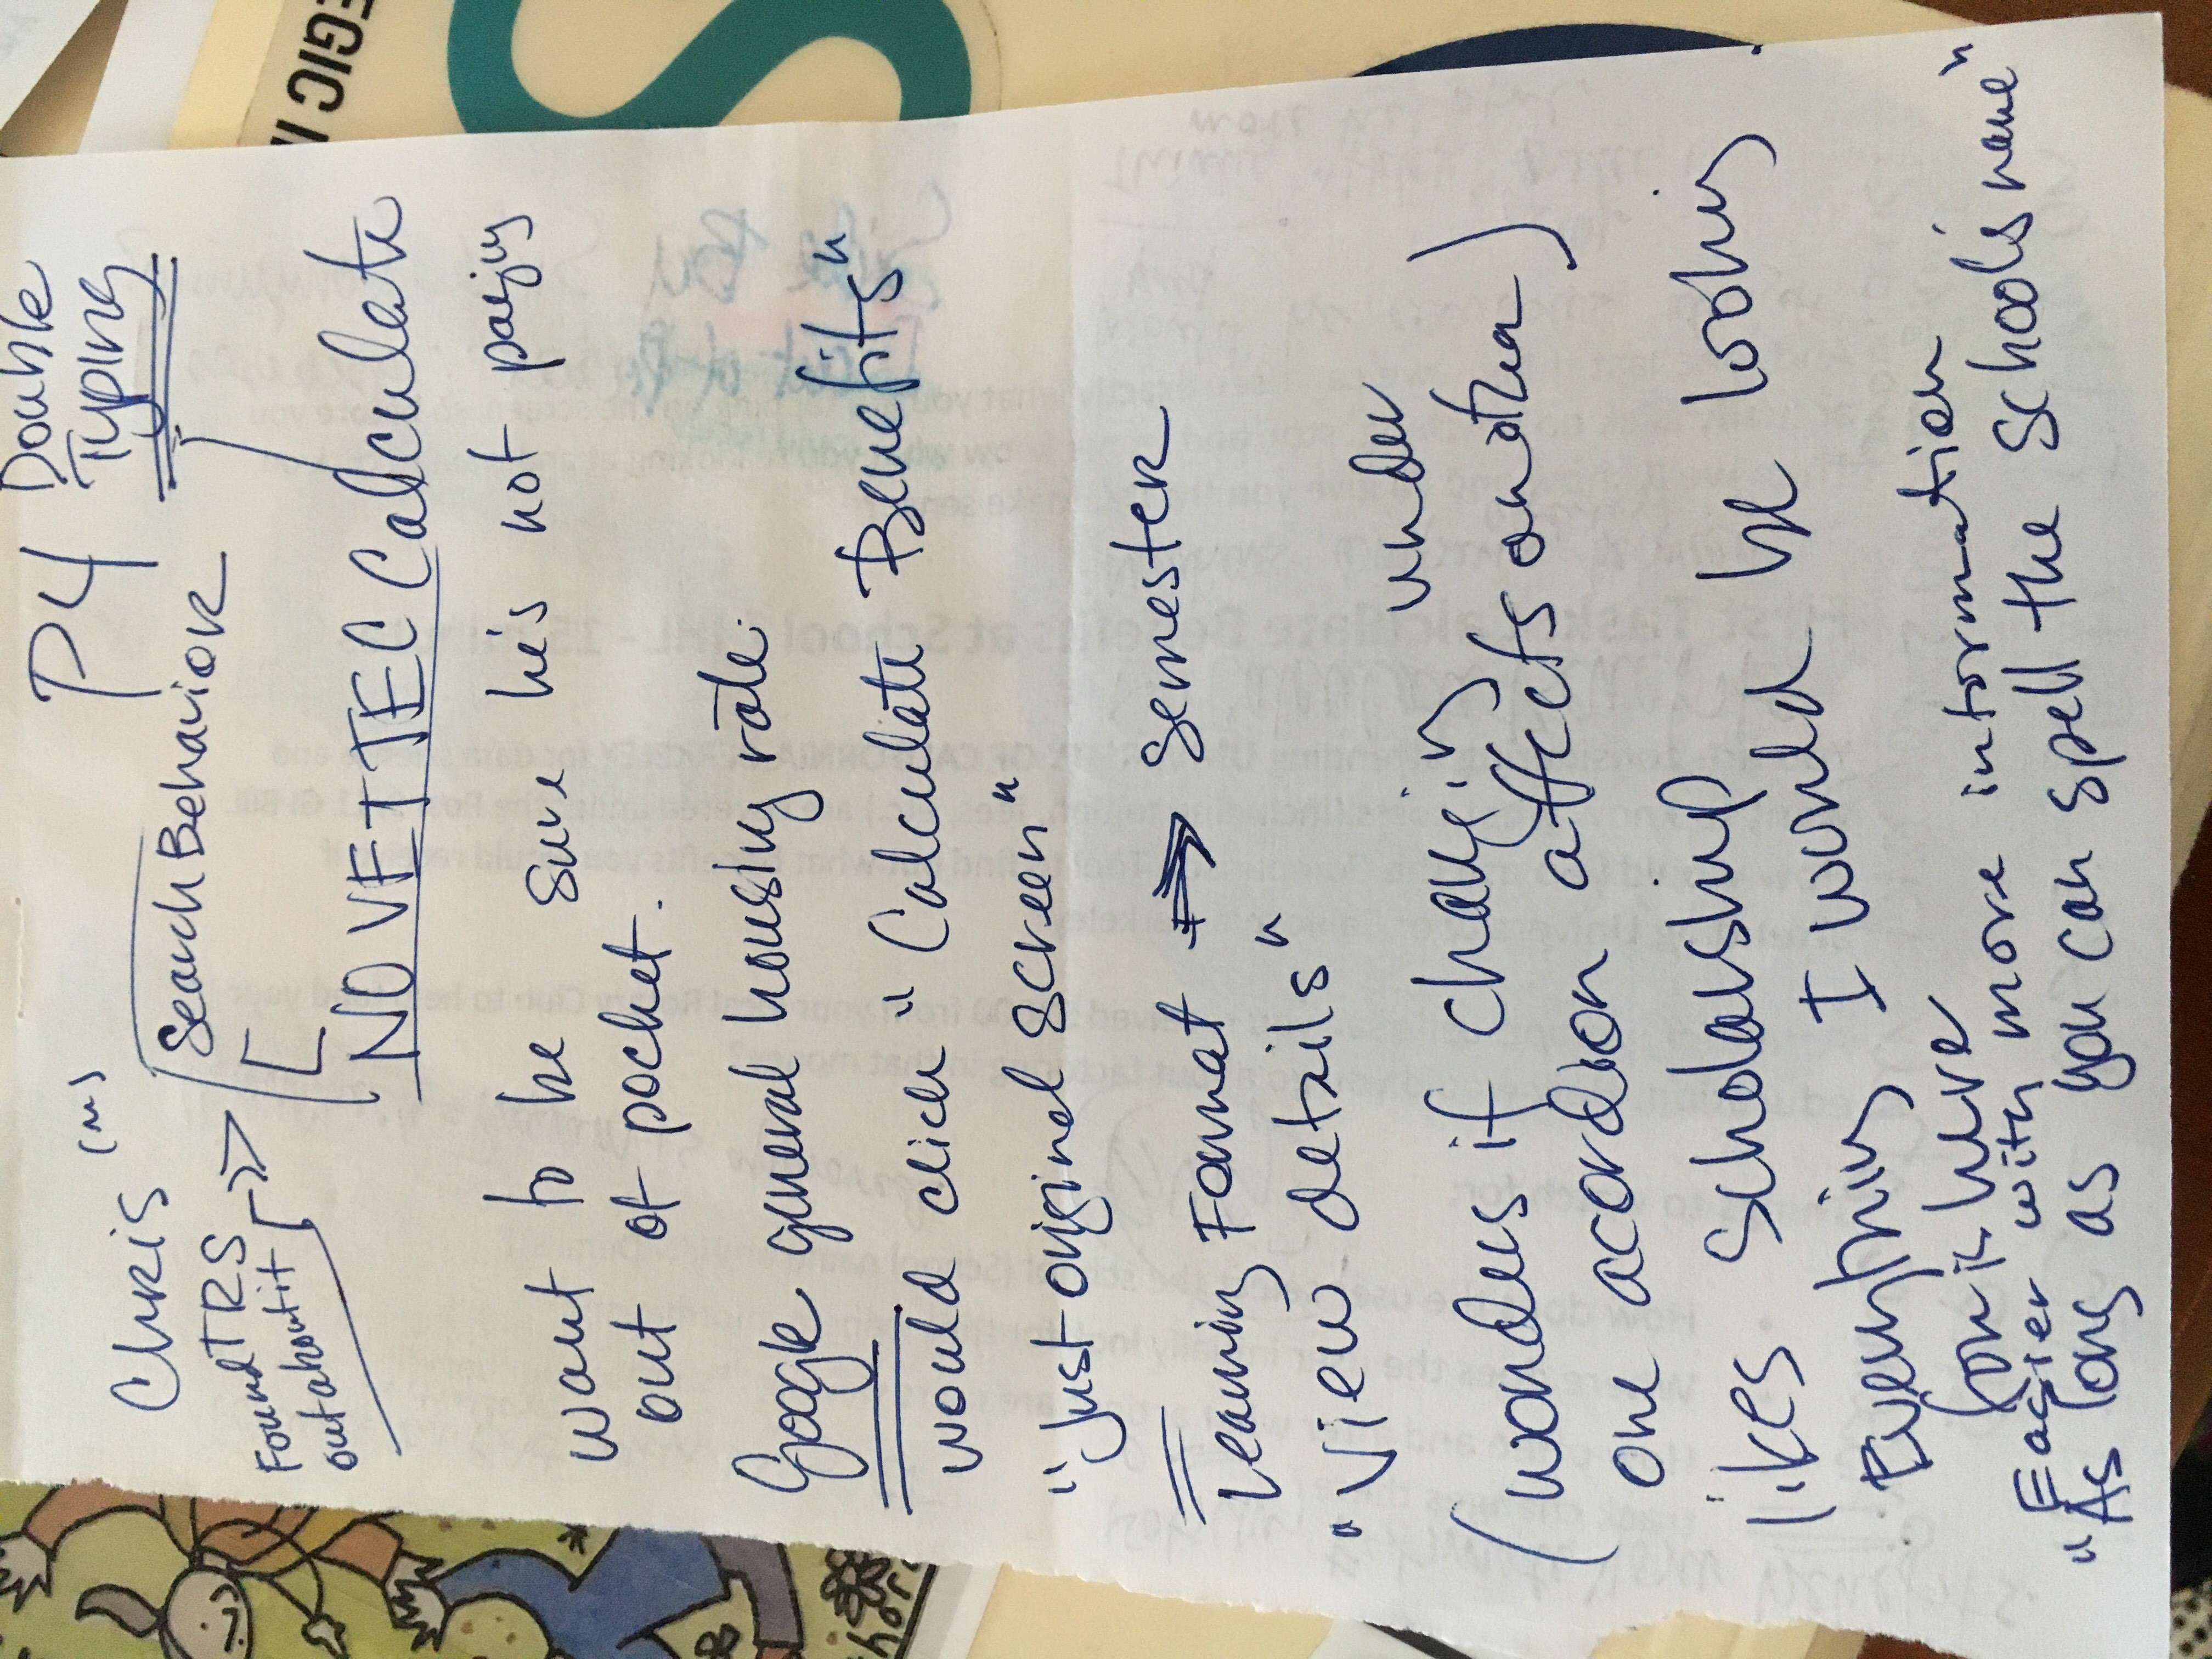 P4 Double
Typing
Chris (m)
Found TRS
out about it
Search Behavior
NO VET TEC Calculate
want to be sure he's not paying
out of pocket.
Google general housing rate.
would click "Calculate Benefits"
"Just original screen"
Learning Format ⇒ Semester
"View details"
(wonders if changing under
one acordion affects another)
likes Scholarship
Everything I would be looking
for is here
Easier with more information
"As long as you can spell the school's name"
EGIC I
S